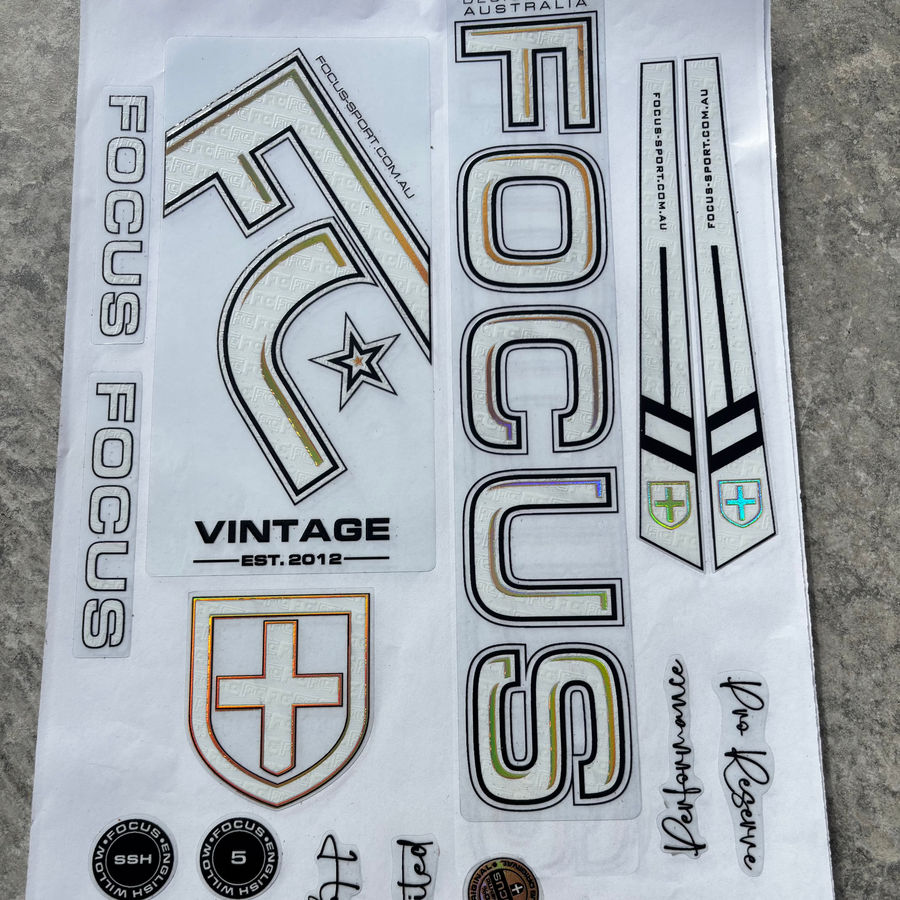 AUSTRALIA
FOCUS
FOCUS
FOCUS-SPORT.COM.AU
FC
VINTAGE
EST. 2012
FOCUS
FOCUS-SPORT.COM.AU
FOCUS-SPORT.COM.AU
Performance
Pro Reserve
•FOCUS•
SSH
ENGLISH WILLOW
•FOCUS•
5
ENGLISH WILLOW